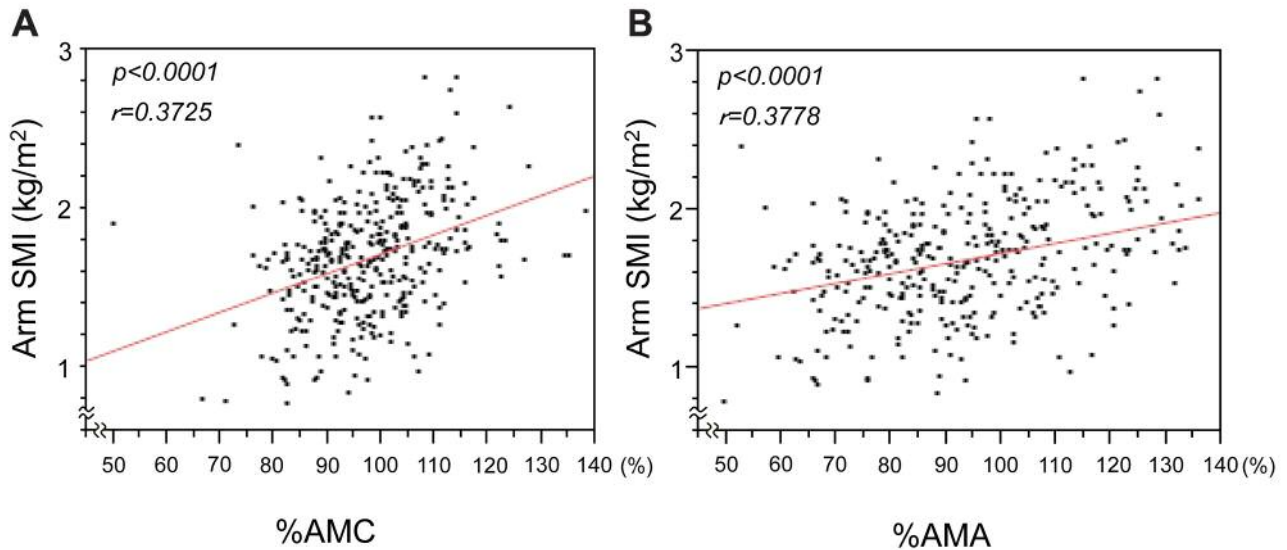 A
B
3
p<0.0001
r=0.3725
2
1
Arm SMI (kg/m²)
50 60 70 80 90 100 110 120 130 140 (%)
%AMC
3
p<0.0001
r=0.3778
2
1
Arm SMI (kg/m²)
50 60 70 80 90 100 110 120 130 140 (%)
%AMA